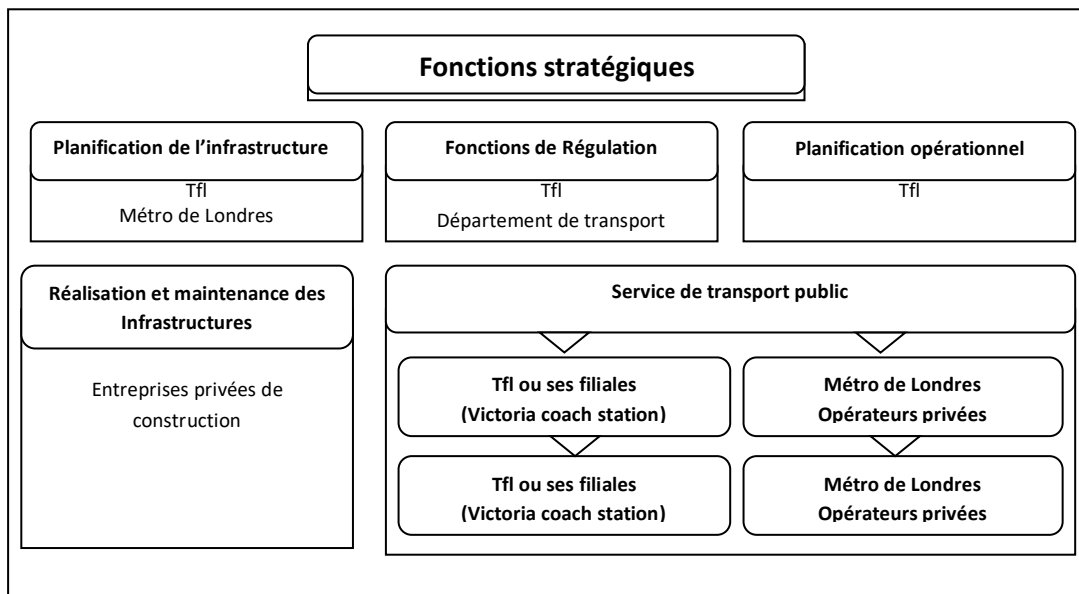 Fonctions stratégiques
Planification de l'infrastructure
Tfl
Métro de Londres
Fonctions de Régulation
Tfl
Département de transport
Planification opérationnel
Tfl
Réalisation et maintenance des
Infrastructures
Entreprises privées de
construction
Service de transport public
Tfl ou ses filiales
(Victoria coach station)
Métro de Londres
Opérateurs privées
Tfl ou ses filiales
(Victoria coach station)
Métro de Londres
Opérateurs privées